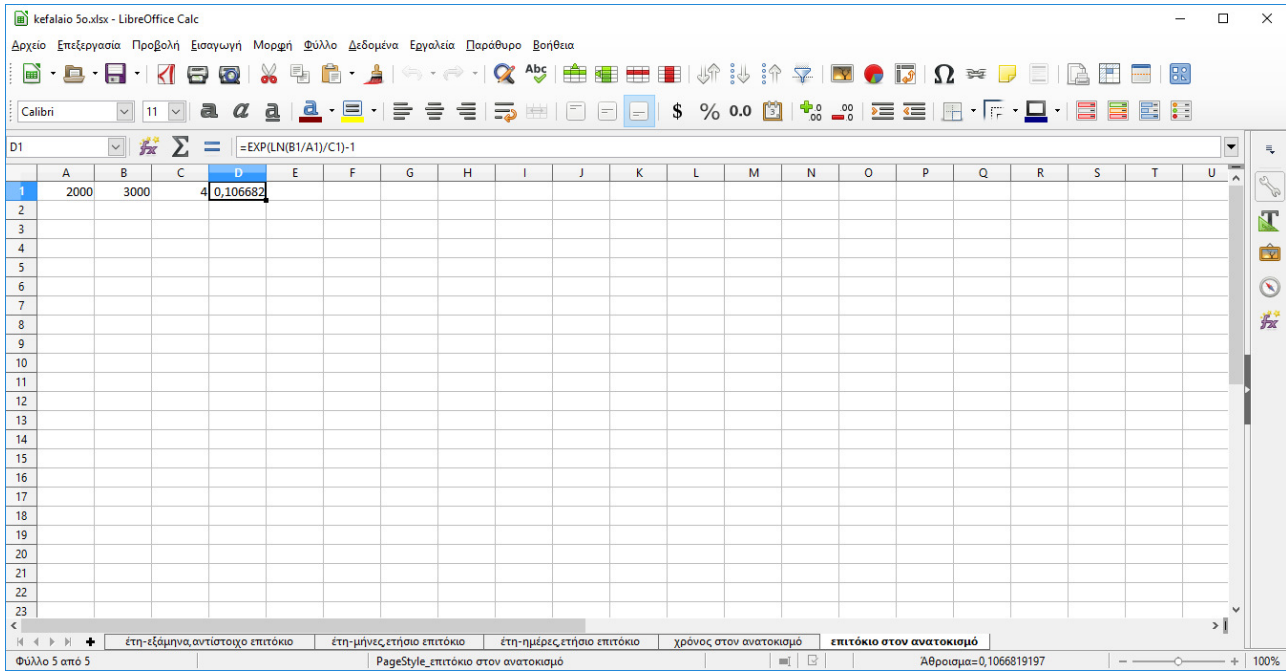 kefalaio 5o.xlsx - LibreOffice Calc
Αρχείο Επεξεργασία Προβολή Εισαγωγή Μορφή Φύλλο Δεδομένα Εργαλεία Παράθυρο Βοήθεια
Abc
Calibri 11 a a a a $ % 0.0
D1 =EXP(LN(B1/A1)/C1)-1
A B C D E F G H I J K L M N O P Q R S T U
1 2000 3000 4 0,106682
2
3
4
5
6
7
8
9
10
11
12
13
14
15
16
17
18
19
20
21
22
23
έτη-εξάμηνα,αντίστοιχο επιτόκιο έτη-μήνες,ετήσιο επιτόκιο έτη-ημέρες,ετήσιο επιτόκιο χρόνος στον ανατοκισμό επιτόκιο στον ανατοκισμό
Φύλλο 5 από 5 PageStyle_επιτόκιο στον ανατοκισμό Άθροισμα=0,1066819197 100%